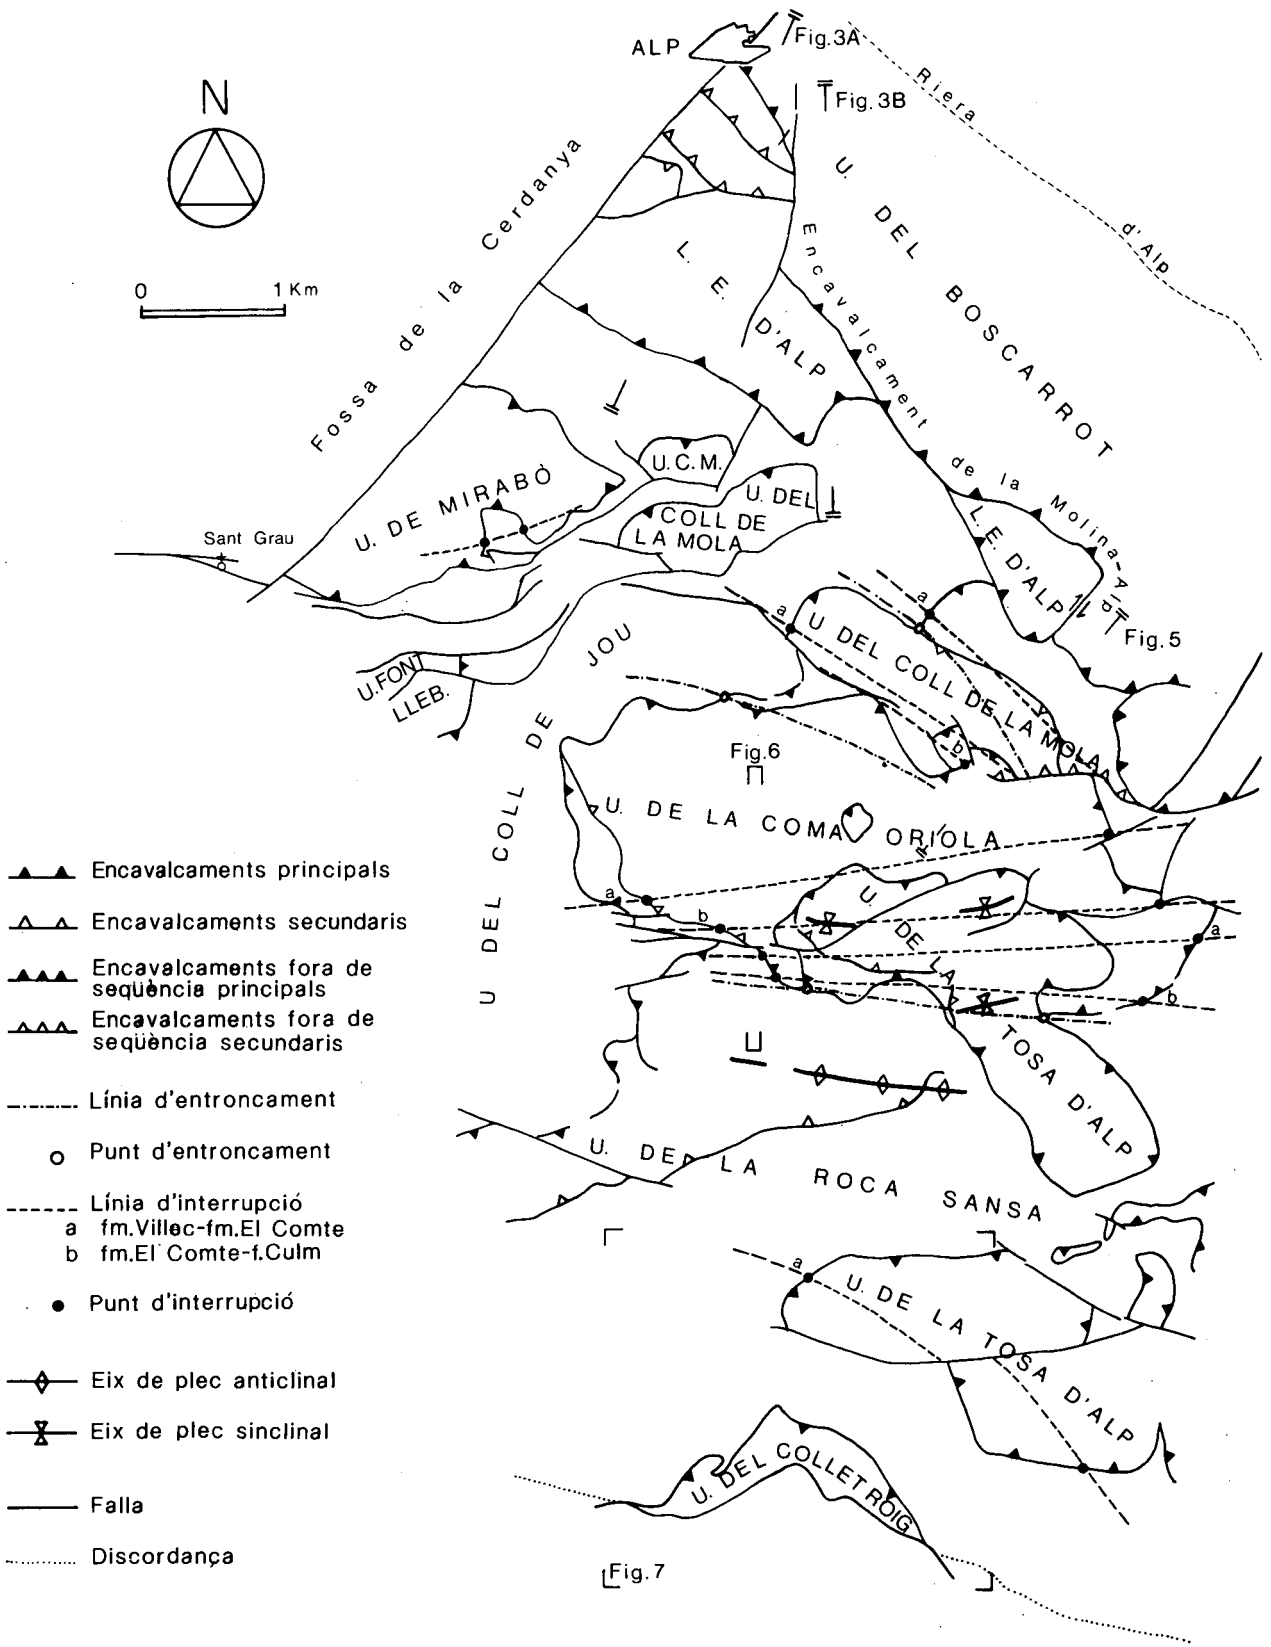 ALP
Fig.3A
Fig.3B
Riera d'Alp
N
0 1 Km
Fossa de la Cerdanya
U. DEL BOSCARROT
L. E. D'ALP
Encavalcament de la Molina-Alp
U.C.M.
U. DEL
COLL DE
LA MOLA
U. DE MIRABÓ
Sant Grau
L.E. D'ALP
Fig.5
a
a
U DEL COLL DE LA MOLA
b
U.FONT
LLEB.
U DEL COLL DE JOU
Fig.6
U. DE LA COMA ORIOLA
a
b
a
b
U. DE LA TOSA D'ALP
U. DE LA ROCA SANSA
a
U. DE LA TOSA D'ALP
U. DEL COLLET ROIG
Fig.7
Encavalcaments principals
Encavalcaments secundaris
Encavalcaments fora de
seqüència principals
Encavalcaments fora de
seqüència secundaris
Línia d'entroncament
Punt d'entroncament
Línia d'interrupció
a fm.Villec-fm.El Comte
b fm.El Comte-f.Culm
Punt d'interrupció
Eix de plec anticlinal
Eix de plec sinclinal
Falla
Discordança